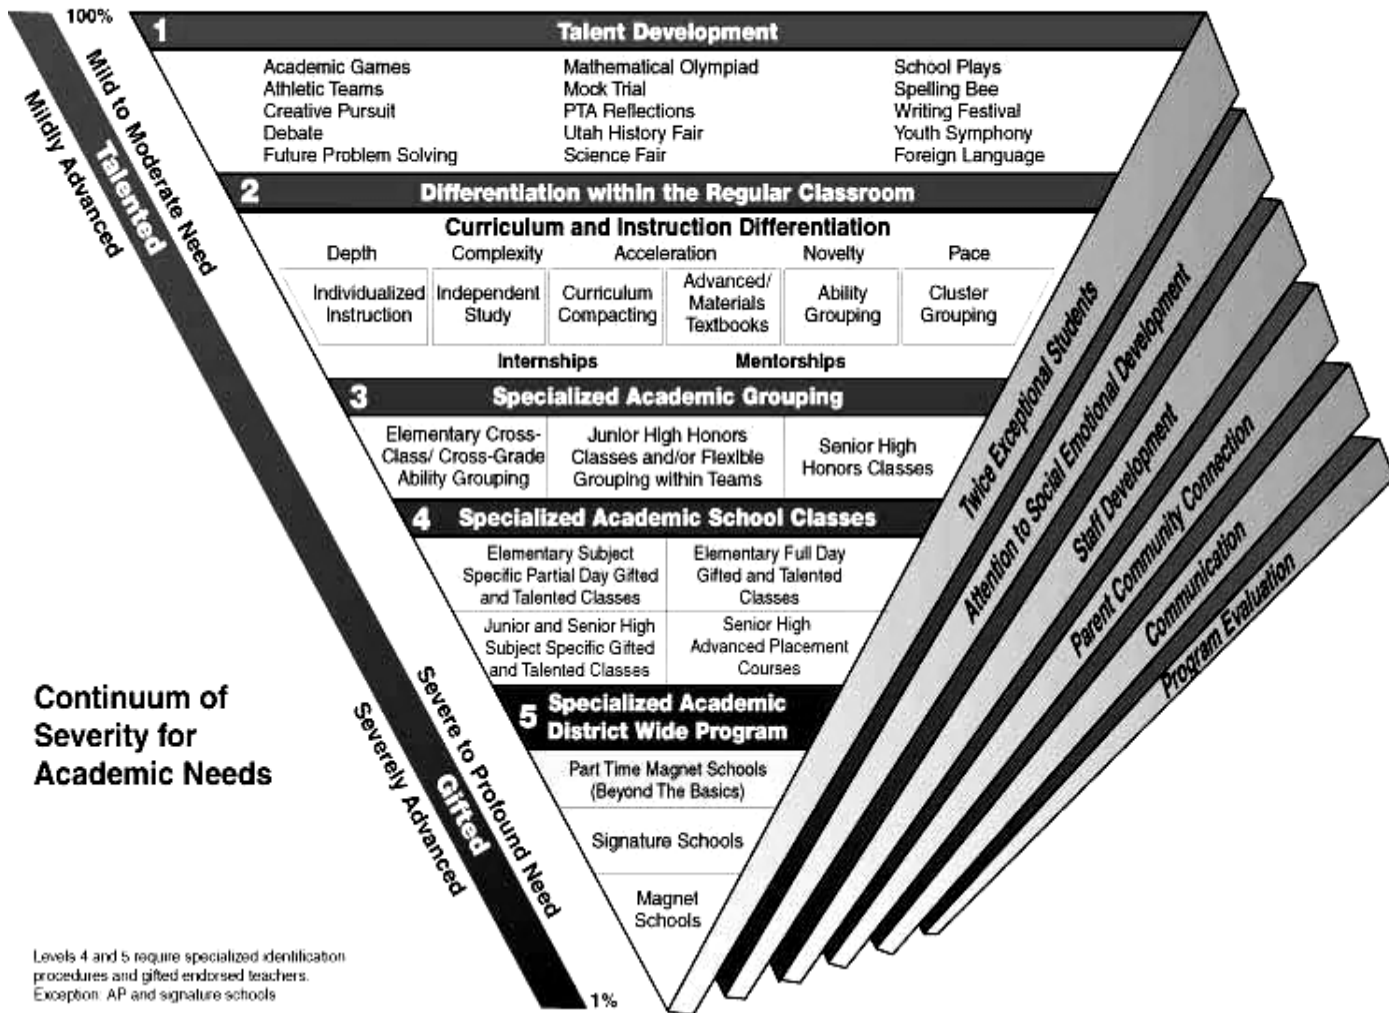 100%
Mild to Moderate Need
Mildly Advanced
Talented
1 Talent Development
Academic Games
Athletic Teams
Creative Pursuit
Debate
Future Problem Solving
Mathematical Olympiad
Mock Trial
PTA Reflections
Utah History Fair
Science Fair
School Plays
Spelling Bee
Writing Festival
Youth Symphony
Foreign Language
2 Differentiation within the Regular Classroom
Curriculum and Instruction Differentiation
Depth Complexity Acceleration Novelty Pace
Individualized
Instruction
Independent
Study
Curriculum
Compacting
Advanced/
Materials
Textbooks
Ability
Grouping
Cluster
Grouping
Internships Mentorships
3 Specialized Academic Grouping
Elementary Cross-
Class/ Cross-Grade
Ability Grouping
Junior High Honors
Classes and/or Flexible
Grouping within Teams
Senior High
Honors Classes
4 Specialized Academic School Classes
Elementary Subject
Specific Partial Day Gifted
and Talented Classes
Elementary Full Day
Gifted and Talented
Classes
Junior and Senior High
Subject Specific Gifted
and Talented Classes
Senior High
Advanced Placement
Courses
5 Specialized Academic
District Wide Program
Part Time Magnet Schools
(Beyond The Basics)
Signature Schools
Magnet
Schools
Twice Exceptional Students
Attention to Social Emotional Development
Staff Development
Parent Community Connection
Communication
Program Evaluation
Severe to Profound Need
Severely Advanced
Gifted
1%
Continuum of
Severity for
Academic Needs
Levels 4 and 5 require specialized identification
procedures and gifted endorsed teachers.
Exception: AP and signature schools